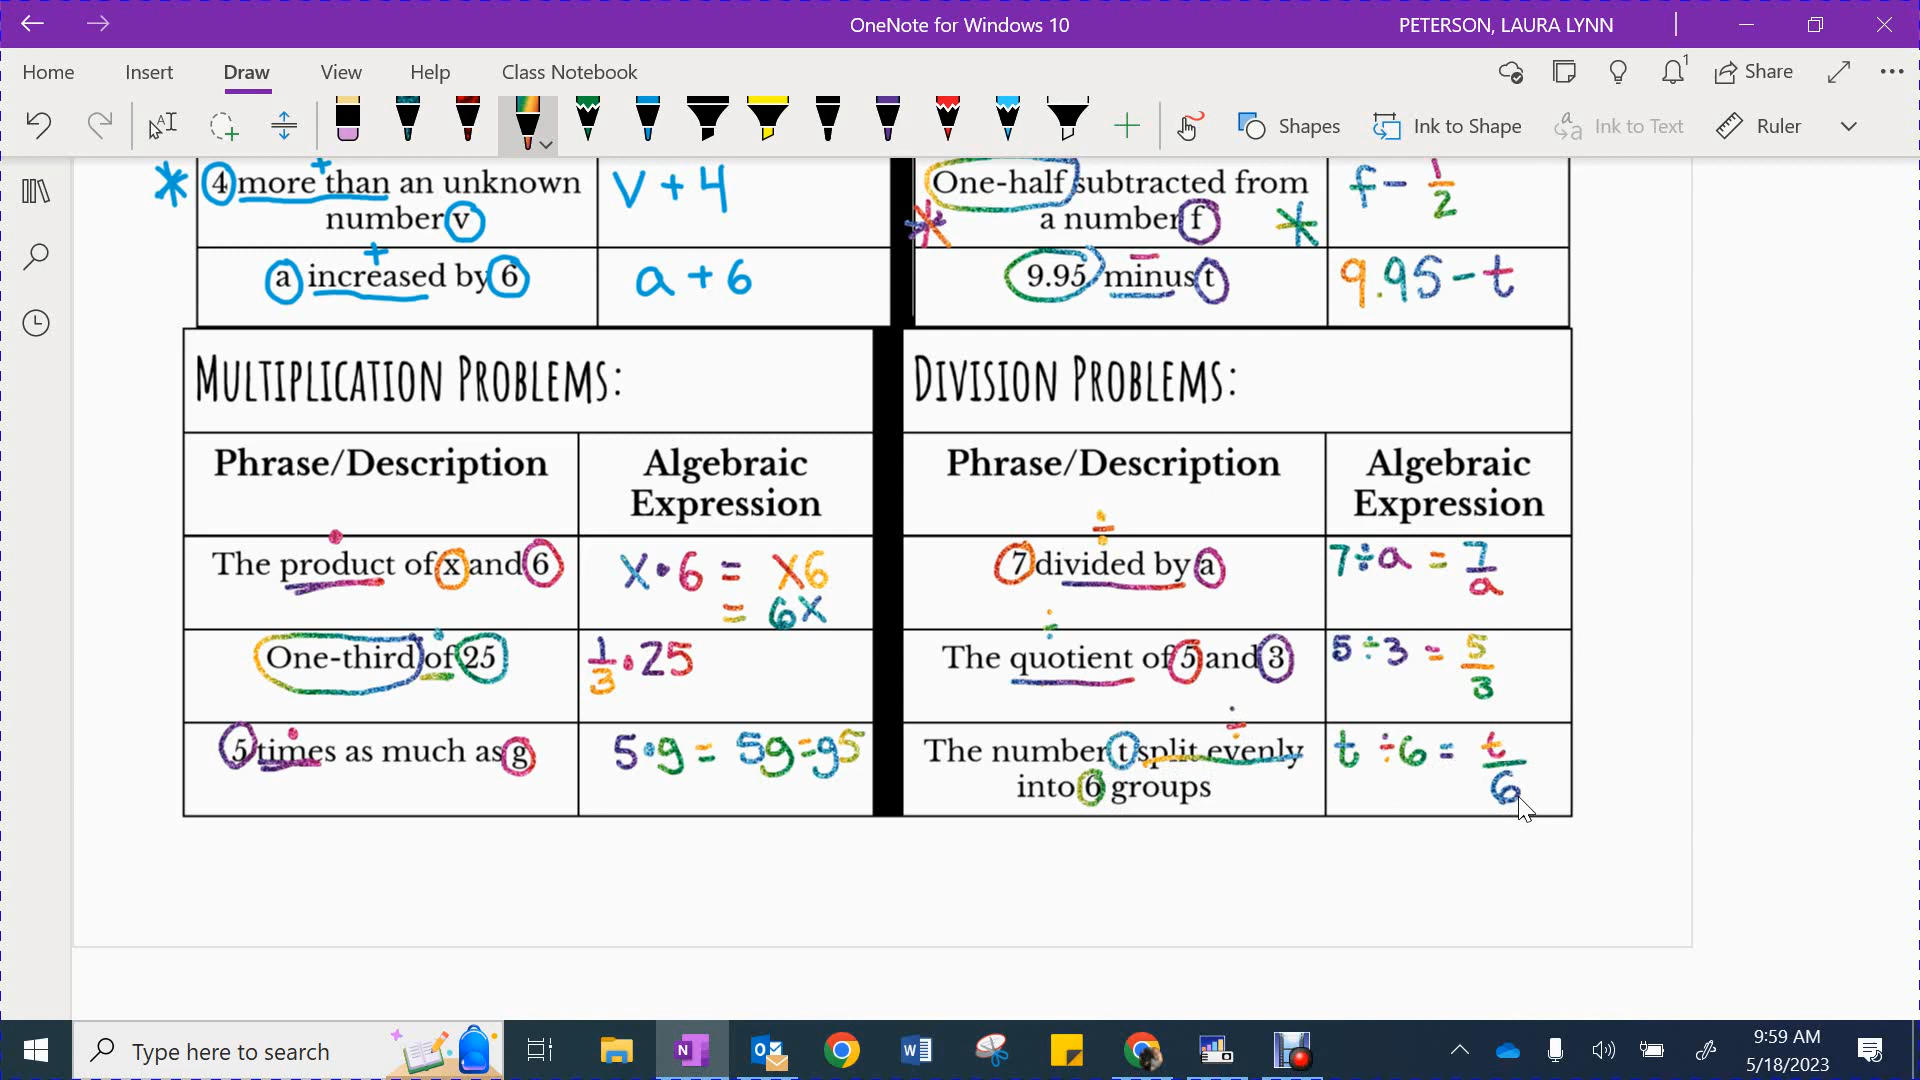 OneNote for Windows 10
PETERSON, LAURA LYNN
Home Insert Draw View Help Class Notebook
1
Share
Shapes Ink to Shape Ink to Text Ruler
4 more than an unknown
number v
+
v + 4
One-half subtracted from
a number f
f - 1/2
a increased by 6
+
a + 6
9.95 minus t
-
9.95 - t
MULTIPLICATION PROBLEMS:
DIVISION PROBLEMS:
Phrase/Description
Algebraic
Expression
Phrase/Description
Algebraic
Expression
The product of x and 6
•
x • 6 = x6
= 6x
7 divided by a
÷
7 ÷ a = 7/a
One-third of 25
•
1/3 • 25
The quotient of 5 and 3
÷
5 ÷ 3 = 5/3
5 times as much as g
•
5 • g = 5g = g5
The number t split evenly
into 6 groups
÷
t ÷ 6 = t/6
Type here to search
9:59 AM
5/18/2023